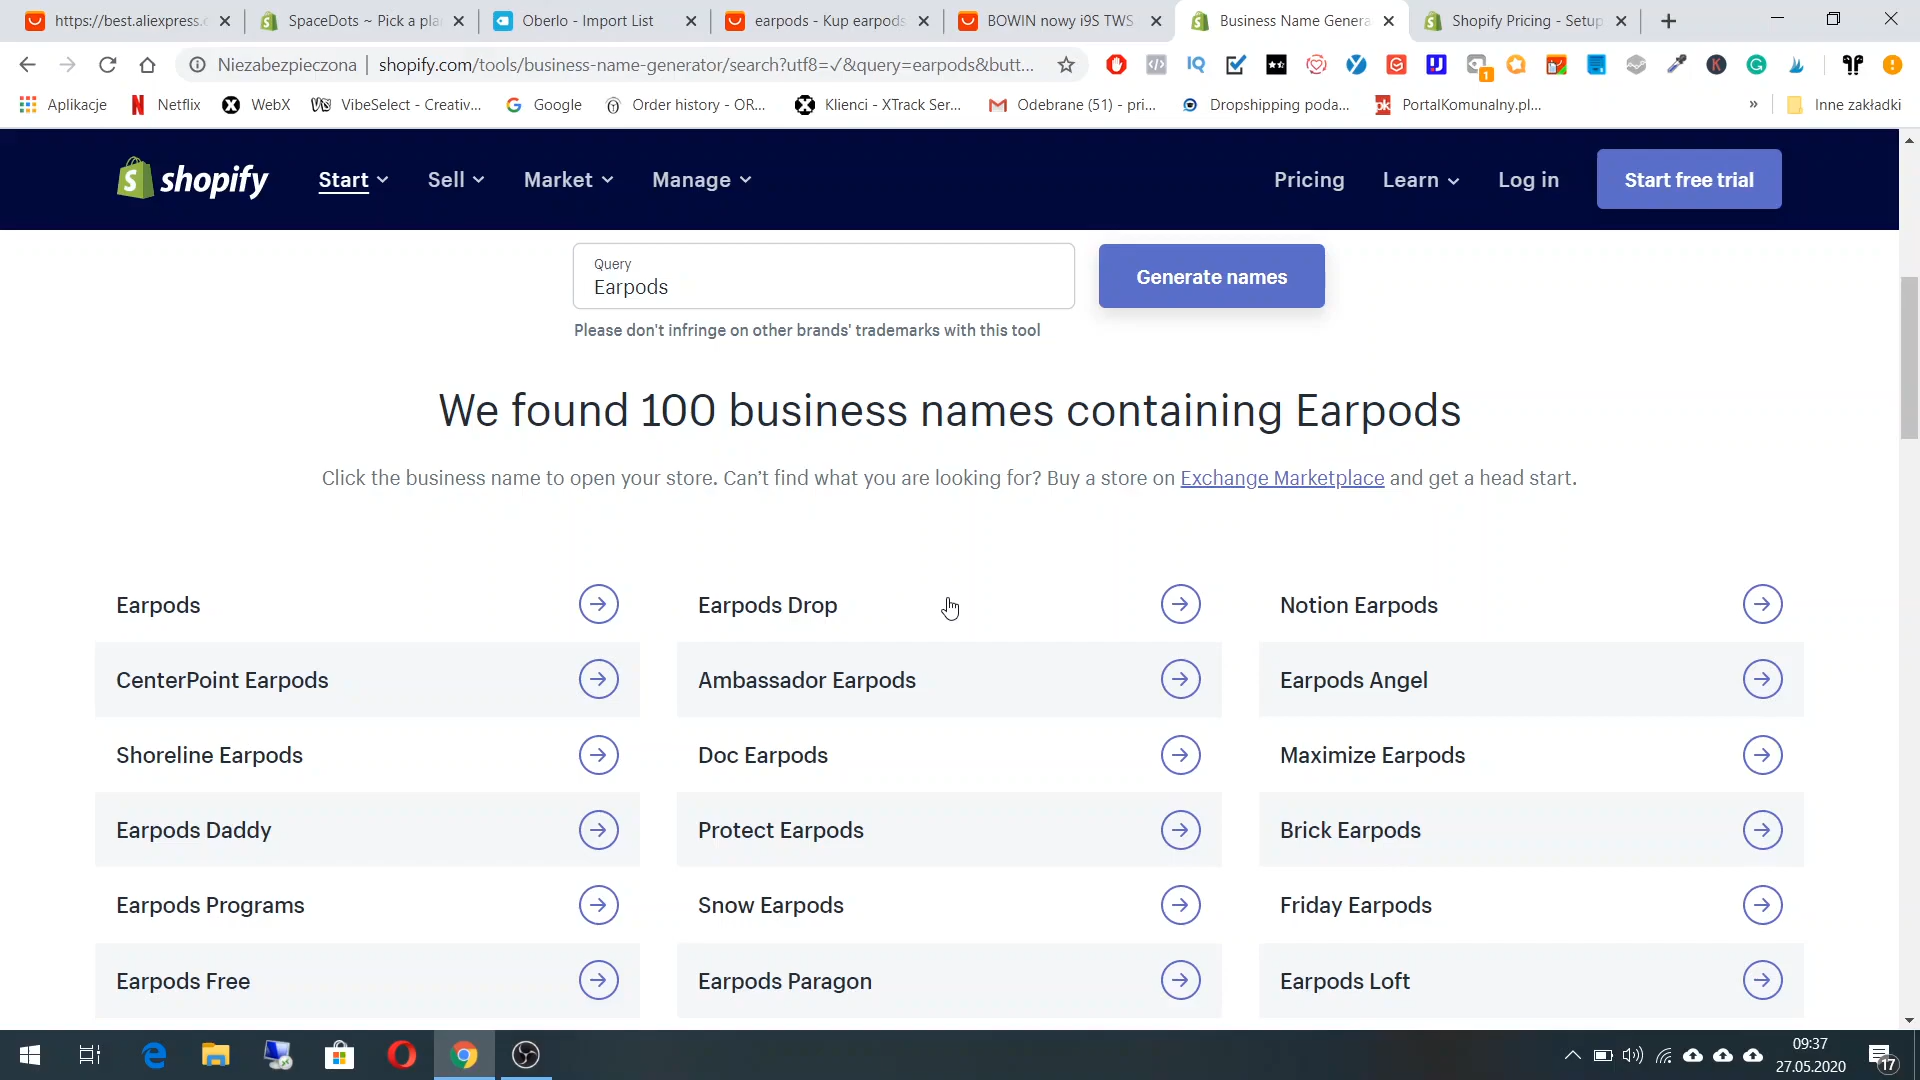 https://best.aliexpress.c
SpaceDots ~ Pick a pla
Oberlo - Import List
earpods - Kup earpods
BOWIN nowy i9S TWS
Business Name Genera
Shopify Pricing - Setup
Niezabezpieczona
shopify.com/tools/business-name-generator/search?utf8=✓&query=earpods&butt...
Aplikacje
Netflix
WebX
VibeSelect - Creativ...
Google
Order history - OR...
Klienci - XTrack Ser...
Odebrane (51) - pri...
Dropshipping poda...
PortalKomunalny.pl...
»
Inne zakładki
shopify
Start
Sell
Market
Manage
Pricing
Learn
Log in
Start free trial
Query
Earpods
Generate names
Please don't infringe on other brands' trademarks with this tool
We found 100 business names containing Earpods
Click the business name to open your store. Can't find what you are looking for? Buy a store on Exchange Marketplace and get a head start.
Earpods
Earpods Drop
Notion Earpods
CenterPoint Earpods
Ambassador Earpods
Earpods Angel
Shoreline Earpods
Doc Earpods
Maximize Earpods
Earpods Daddy
Protect Earpods
Brick Earpods
Earpods Programs
Snow Earpods
Friday Earpods
Earpods Free
Earpods Paragon
Earpods Loft
09:37
27.05.2020
17